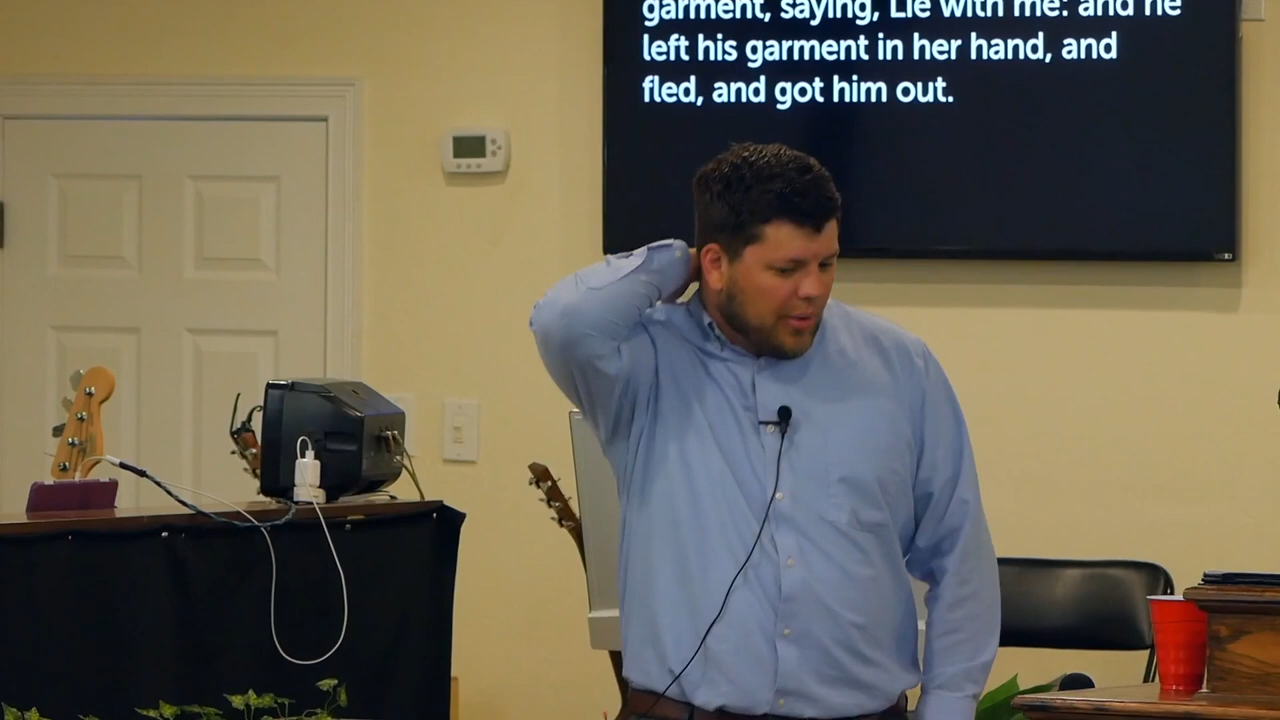 garment, saying, Lie with me: and he
left his garment in her hand, and
fled, and got him out.